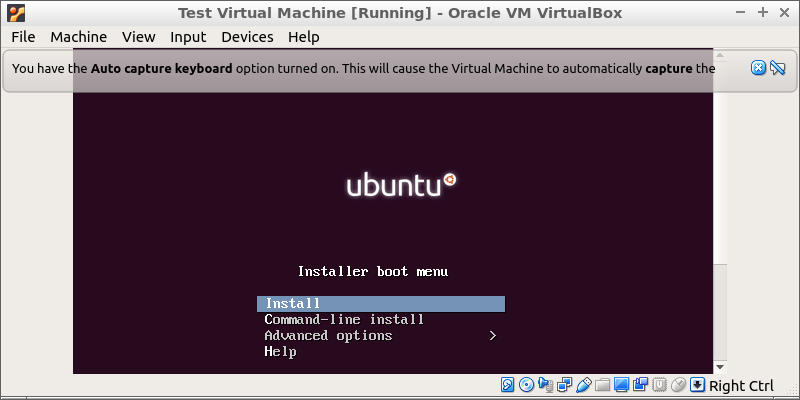 Test Virtual Machine [Running] - Oracle VM VirtualBox
File Machine View Input Devices Help
You have the Auto capture keyboard option turned on. This will cause the Virtual Machine to automatically capture the
ubuntu
Installer boot menu
Install
Command-line install
Advanced options >
Help
Right Ctrl